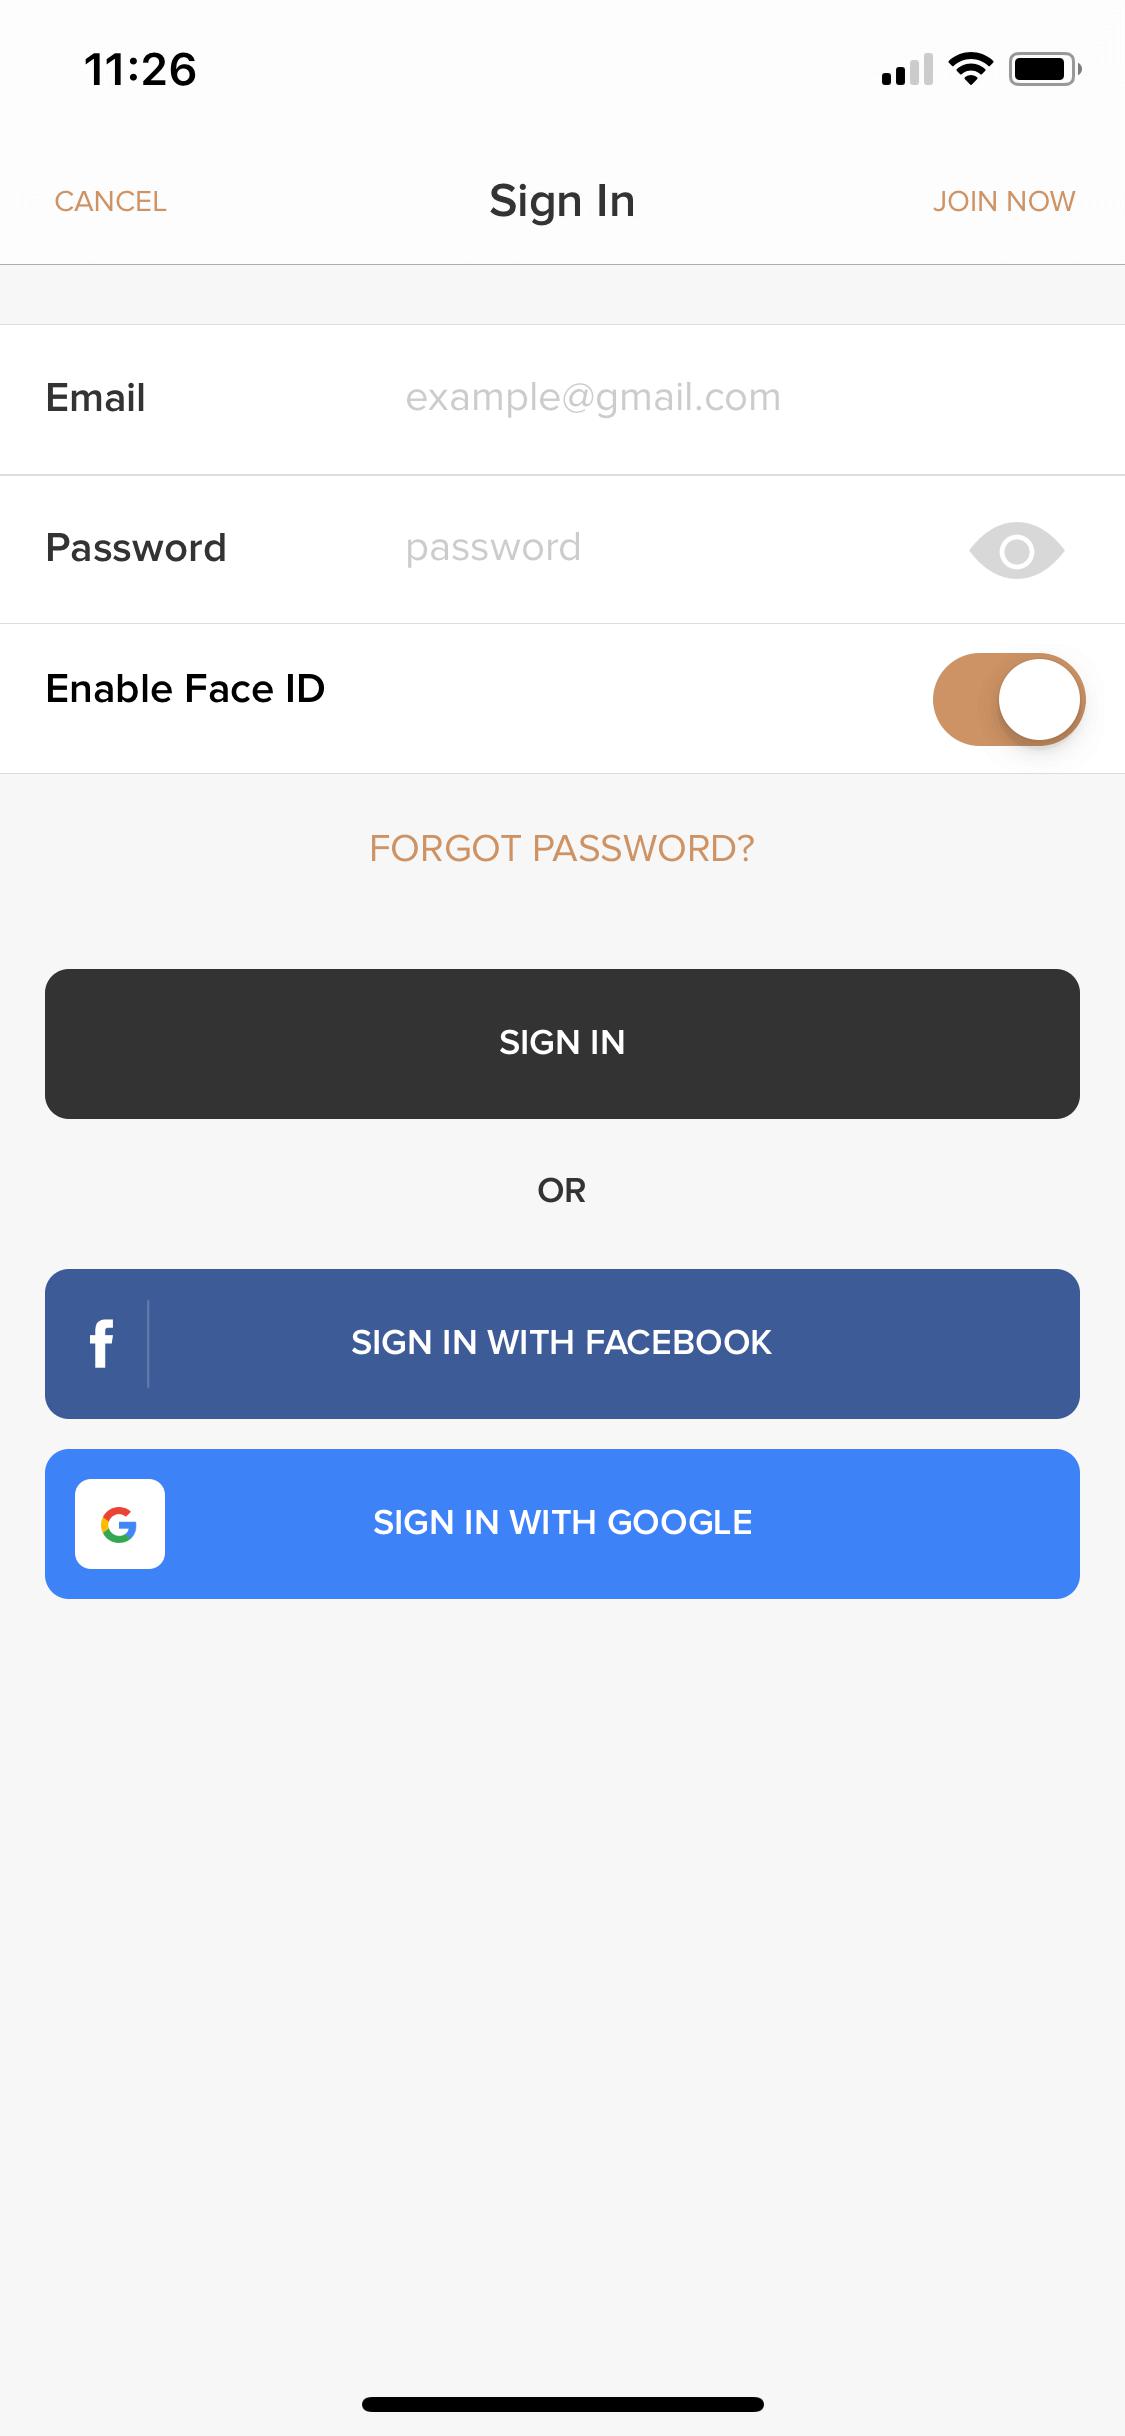 11:26
CANCEL Sign In JOIN NOW
Email example@gmail.com
Password password
Enable Face ID
FORGOT PASSWORD?
SIGN IN
OR
f SIGN IN WITH FACEBOOK
G SIGN IN WITH GOOGLE